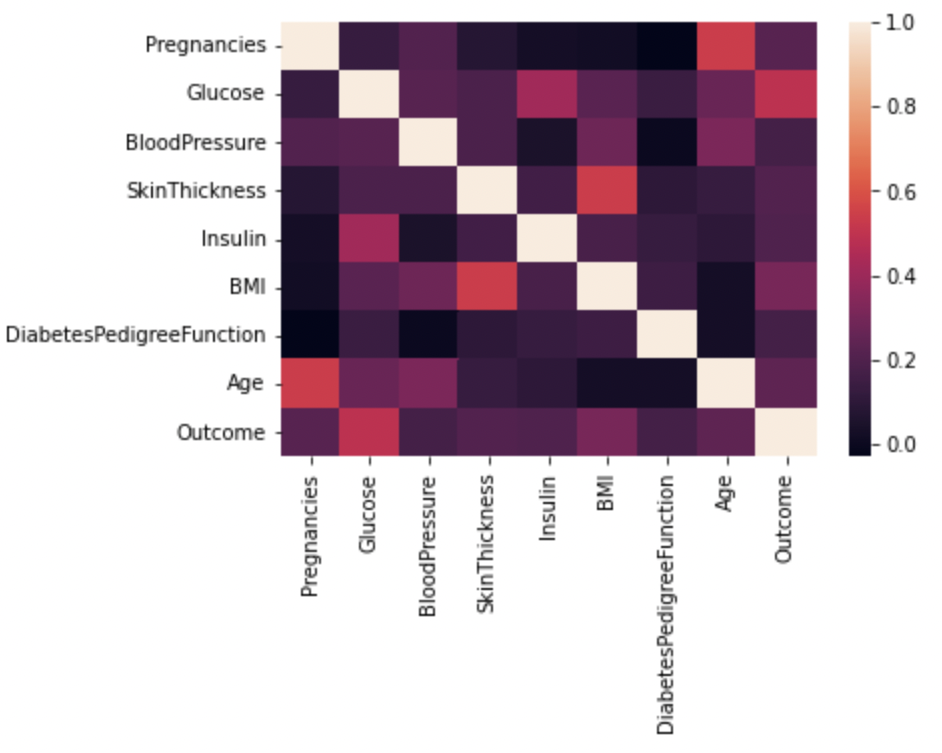 Pregnancies
Glucose
BloodPressure
SkinThickness
Insulin
BMI
DiabetesPedigreeFunction
Age
Outcome
Pregnancies
Glucose
BloodPressure
SkinThickness
Insulin
BMI
DiabetesPedigreeFunction
Age
Outcome
1.0
0.8
0.6
0.4
0.2
0.0